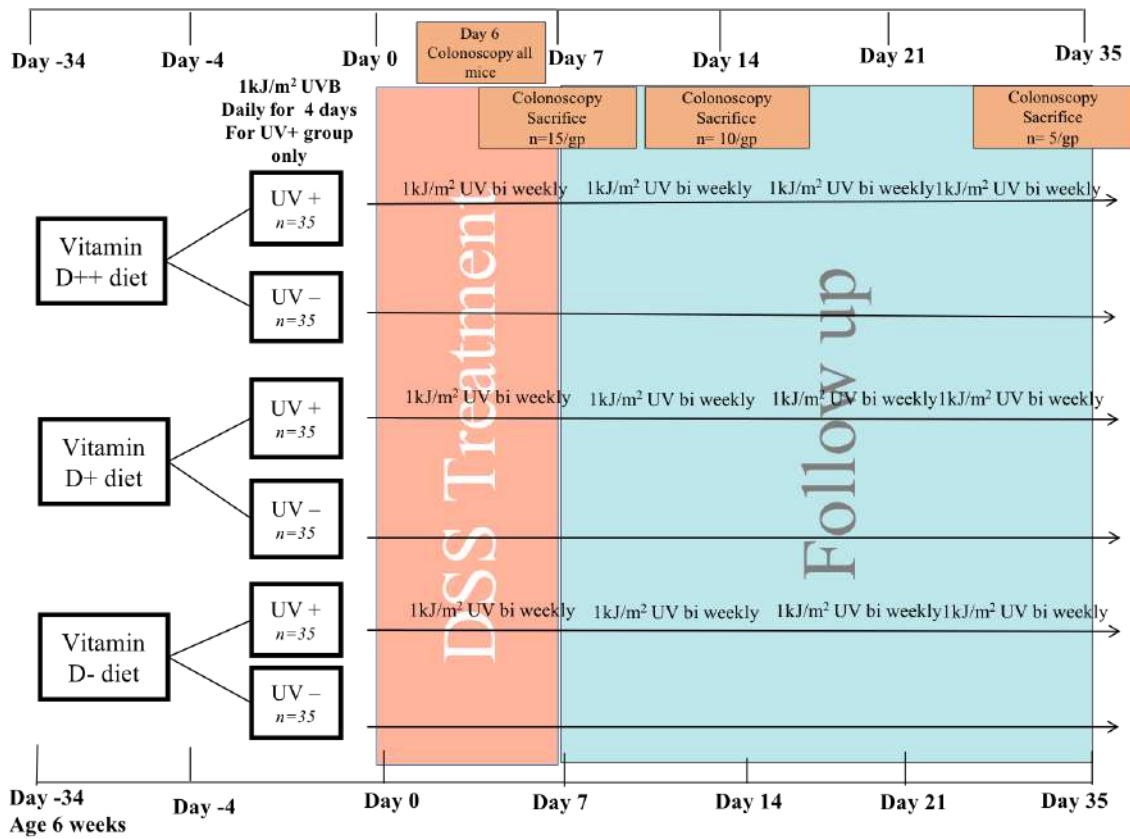 Day -34
Day -4
Day 0
Day 6
Colonoscopy all
mice
Day 7
Day 14
Day 21
Day 35
1kJ/m² UVB
Daily for 4 days
For UV+ group
only
Colonoscopy
Sacrifice
n=15/gp
Colonoscopy
Sacrifice
n= 10/gp
Colonoscopy
Sacrifice
n= 5/gp
Vitamin
D++ diet
UV +
n=35
1kJ/m² UV bi weekly
1kJ/m² UV bi weekly
1kJ/m² UV bi weekly
1kJ/m² UV bi weekly
UV –
n=35
Vitamin
D+ diet
UV +
n=35
1kJ/m² UV bi weekly
1kJ/m² UV bi weekly
1kJ/m² UV bi weekly
1kJ/m² UV bi weekly
UV –
n=35
Vitamin
D- diet
UV +
n=35
1kJ/m² UV bi weekly
1kJ/m² UV bi weekly
1kJ/m² UV bi weekly
1kJ/m² UV bi weekly
UV –
n=35
DSS Treatment
Follow up
Day -34
Age 6 weeks
Day -4
Day 0
Day 7
Day 14
Day 21
Day 35